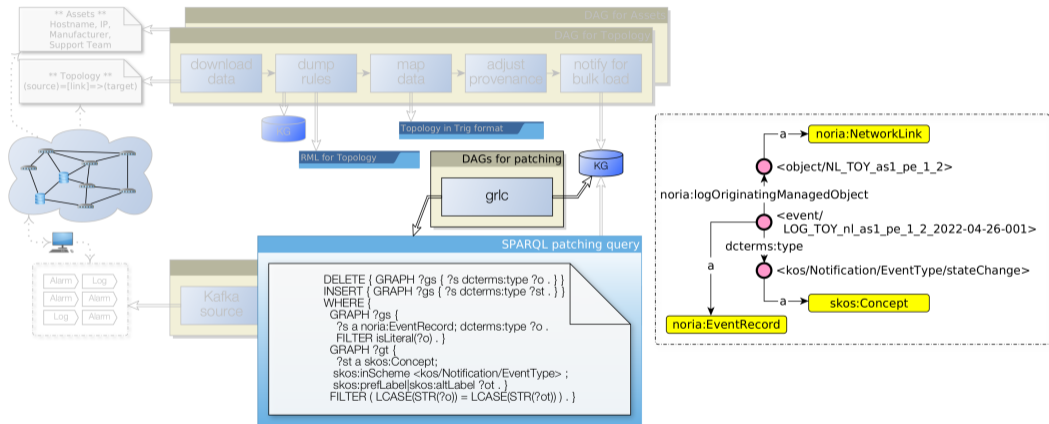 ** Assets **
Hostname, IP,
Manufacturer,
Support Team
** Topology **
(source)=[link]=>(target)
DAG for Assets
DAG for Topology
download
data
dump
rules
map
data
adjust
provenance
notify for
bulk load
KG
Topology in Trig format
RML for Topology
DAGs for patching
grlc
KG
SPARQL patching query
Alarm
Log
Alarm
Alarm
Log
Alarm
Kafka
source
DELETE { GRAPH ?gs { ?s dcterms:type ?o . } }
INSERT { GRAPH ?gs { ?s dcterms:type ?st . } }
WHERE {
GRAPH ?gs {
?s a noria:EventRecord; dcterms:type ?o .
FILTER isLiteral(?o) . }
GRAPH ?gt {
?st a skos:Concept;
skos:inScheme <kos/Notification/EventType> ;
skos:prefLabel|skos:altLabel ?ot . }
FILTER ( LCASE(STR(?o)) = LCASE(STR(?ot)) ) . }
a
noria:NetworkLink
<object/NL_TOY_as1_pe_1_2>
noria:logOriginatingManagedObject
<event/
LOG_TOY_nl_as1_pe_1_2_2022-04-26-001>
dcterms:type
a
<kos/Notification/EventType/stateChange>
a
skos:Concept
noria:EventRecord